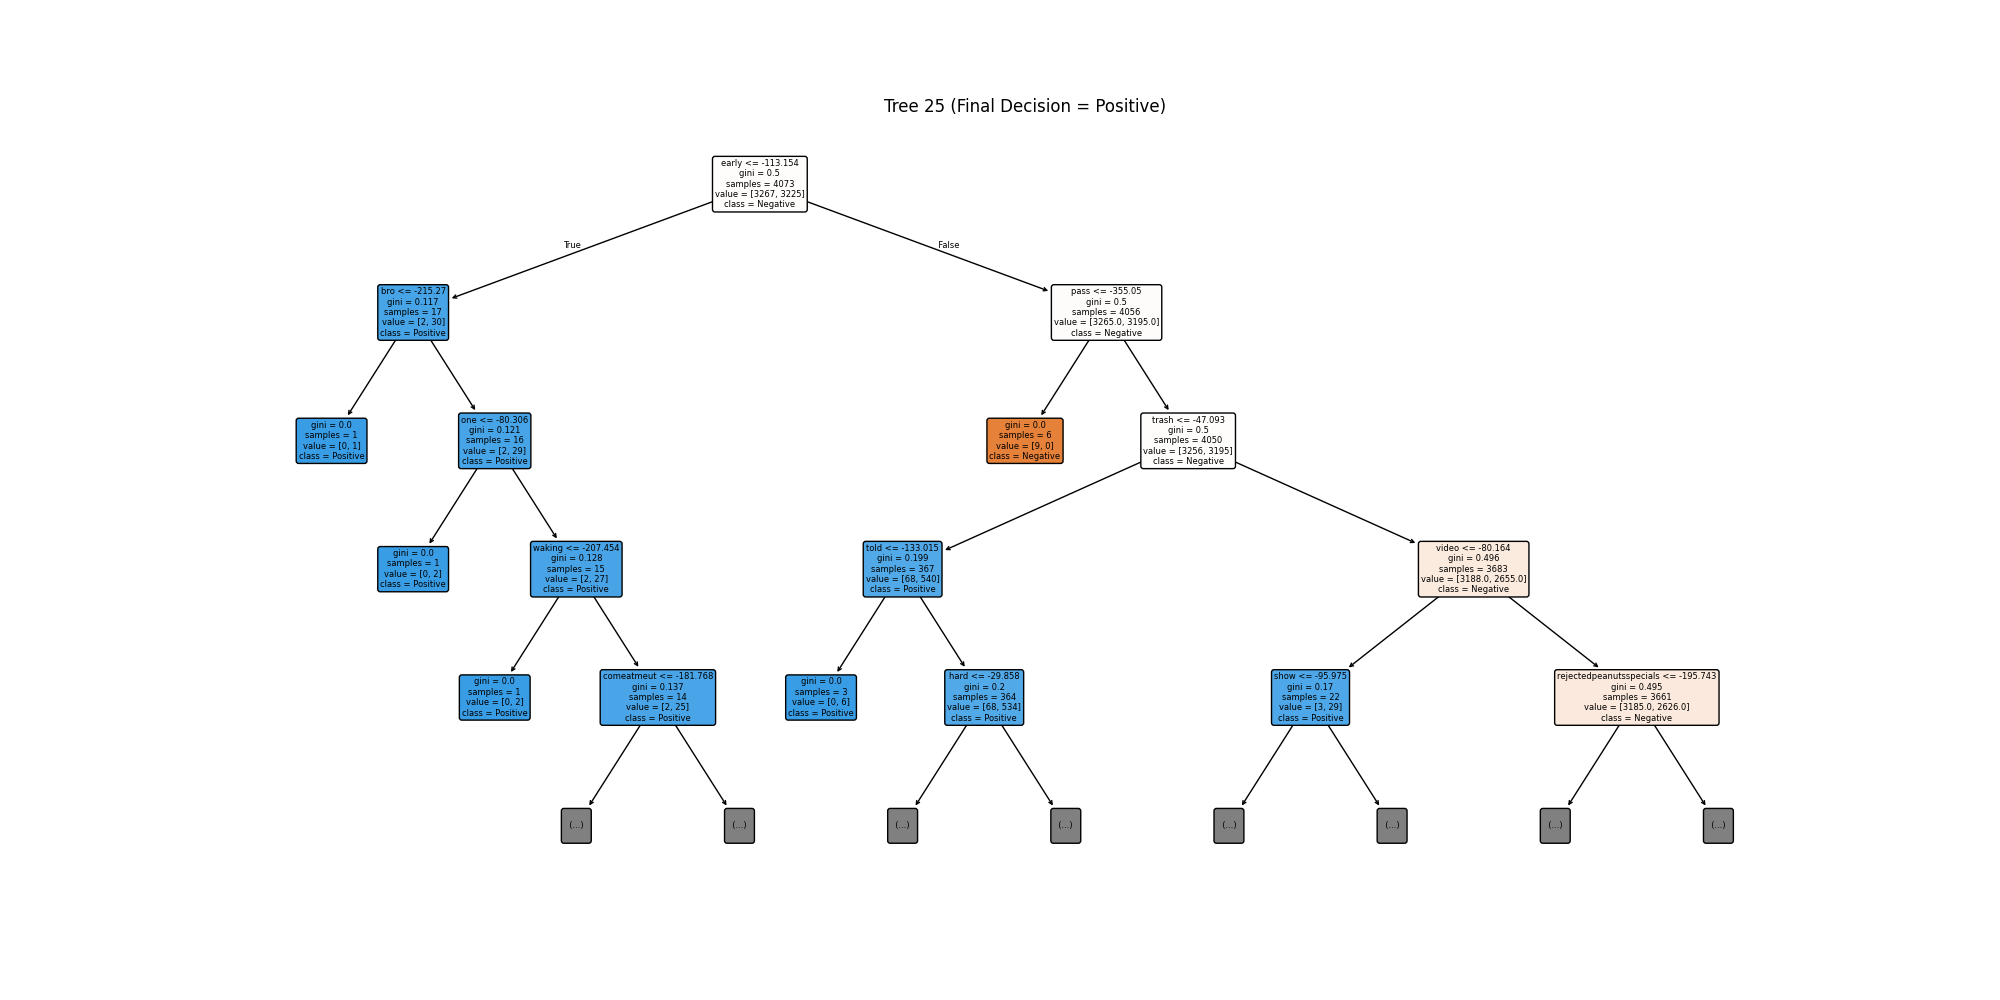 Tree 25 (Final Decision = Positive)
early <= -113.154
gini = 0.5
samples = 4073
value = [3267, 3225]
class = Negative
True
False
bro <= -215.27
gini = 0.117
samples = 17
value = [2, 30]
class = Positive
pass <= -355.05
gini = 0.5
samples = 4056
value = [3265.0, 3195.0]
class = Negative
gini = 0.0
samples = 1
value = [0, 1]
class = Positive
one <= -80.306
gini = 0.121
samples = 16
value = [2, 29]
class = Positive
gini = 0.0
samples = 6
value = [9, 0]
class = Negative
trash <= -47.093
gini = 0.5
samples = 4050
value = [3256, 3195]
class = Negative
gini = 0.0
samples = 1
value = [0, 2]
class = Positive
waking <= -207.454
gini = 0.128
samples = 15
value = [2, 27]
class = Positive
told <= -133.015
gini = 0.199
samples = 367
value = [68, 540]
class = Positive
video <= -80.164
gini = 0.496
samples = 3683
value = [3188.0, 2655.0]
class = Negative
gini = 0.0
samples = 1
value = [0, 2]
class = Positive
comeatmeut <= -181.768
gini = 0.137
samples = 14
value = [2, 25]
class = Positive
gini = 0.0
samples = 3
value = [0, 6]
class = Positive
hard <= -29.858
gini = 0.2
samples = 364
value = [68, 534]
class = Positive
show <= -95.975
gini = 0.17
samples = 22
value = [3, 29]
class = Positive
rejectedpeanutsspecials <= -195.743
gini = 0.495
samples = 3661
value = [3185.0, 2626.0]
class = Negative
(...)
(...)
(...)
(...)
(...)
(...)
(...)
(...)